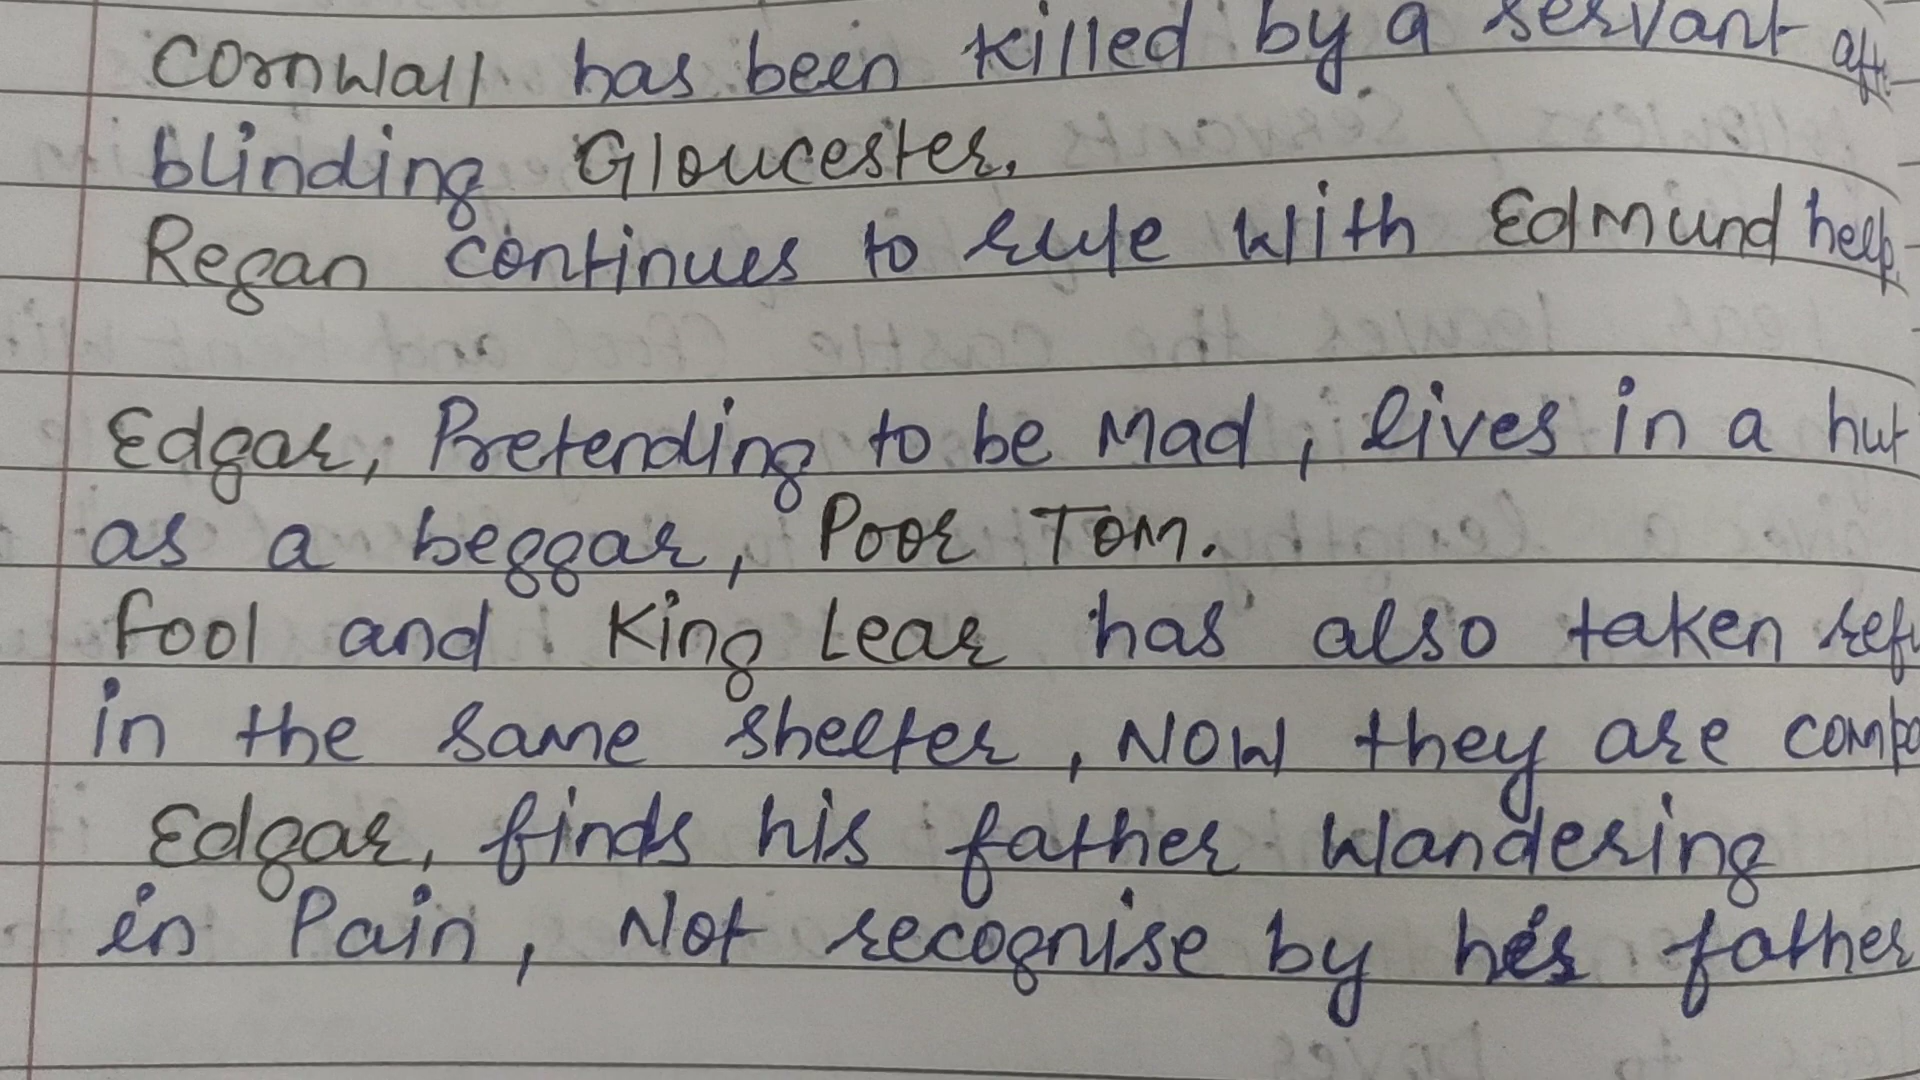 Cornwall has been killed by a servant aft
blinding Gloucester.
Regan continues to rule with Edmund help.
Edgar, Pretending to be Mad, lives in a hut
as a beggar, Poor Tom.
fool and King Lear has also taken refu
in the same shelter, Now they are compa
Edgar, finds his father Wandering
in Pain, Not recognise by his father